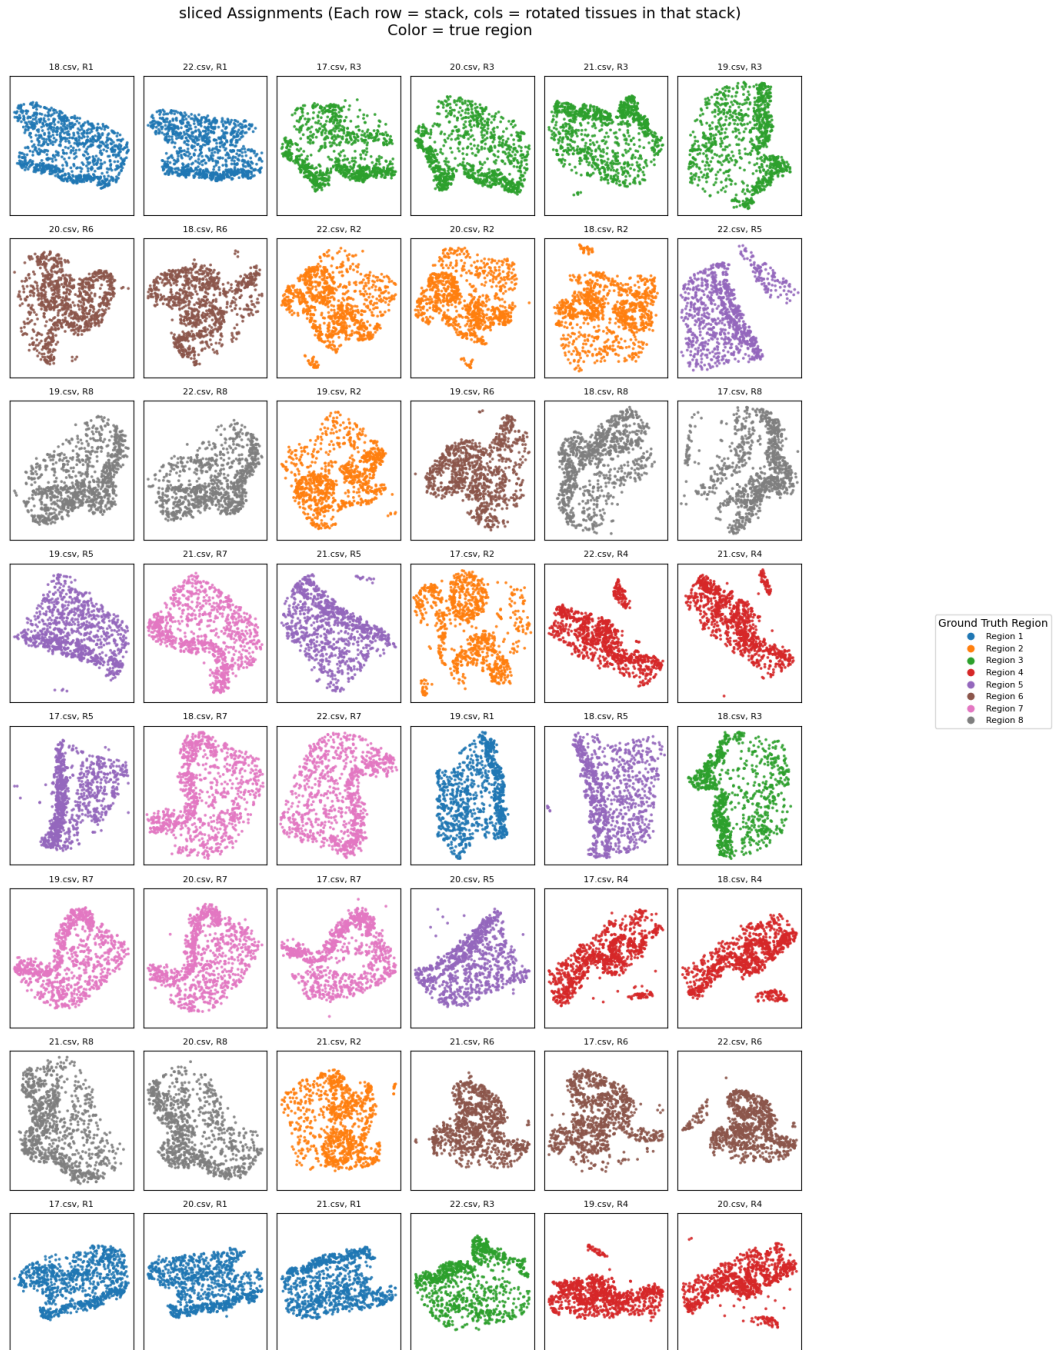 sliced Assignments (Each row = stack, cols = rotated tissues in that stack)
Color = true region
18.csv, R1
22.csv, R1
17.csv, R3
20.csv, R3
21.csv, R3
19.csv, R3
20.csv, R6
18.csv, R6
22.csv, R2
20.csv, R2
18.csv, R2
22.csv, R5
19.csv, R8
22.csv, R8
19.csv, R2
19.csv, R6
18.csv, R8
17.csv, R8
19.csv, R5
21.csv, R7
21.csv, R5
17.csv, R2
22.csv, R4
21.csv, R4
Ground Truth Region
Region 1
Region 2
Region 3
Region 4
Region 5
Region 6
Region 7
Region 8
17.csv, R5
18.csv, R7
22.csv, R7
19.csv, R1
18.csv, R5
18.csv, R3
19.csv, R7
20.csv, R7
17.csv, R7
20.csv, R5
17.csv, R4
18.csv, R4
21.csv, R8
20.csv, R8
21.csv, R2
21.csv, R6
17.csv, R6
22.csv, R6
17.csv, R1
20.csv, R1
21.csv, R1
22.csv, R3
19.csv, R4
20.csv, R4